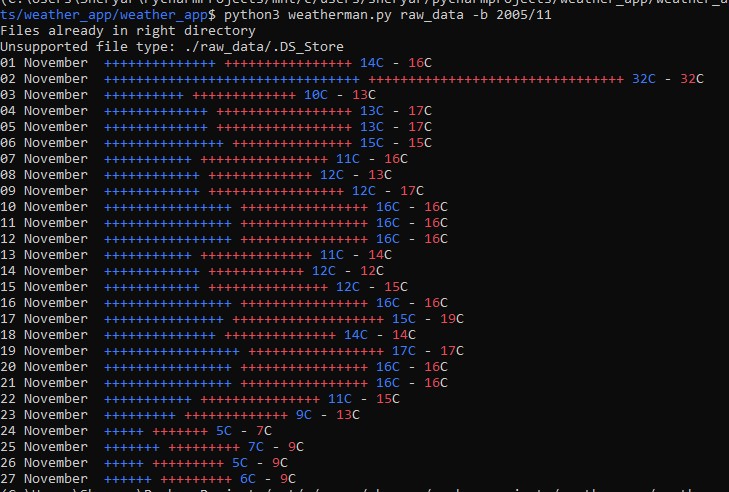 ts/weather_app/weather_app$ python3 weatherman.py raw_data -b 2005/11
Files already in right directory
Unsupported file type: ./raw_data/.DS_Store
01 November ++++++++++++++ ++++++++++++++++ 14C - 16C
02 November ++++++++++++++++++++++++++++++++ ++++++++++++++++++++++++++++++++ 32C - 32C
03 November ++++++++++ +++++++++++++ 10C - 13C
04 November +++++++++++++ +++++++++++++++++ 13C - 17C
05 November +++++++++++++ +++++++++++++++++ 13C - 17C
06 November +++++++++++++++ +++++++++++++++ 15C - 15C
07 November +++++++++++ ++++++++++++++++ 11C - 16C
08 November ++++++++++++ +++++++++++++ 12C - 13C
09 November ++++++++++++ +++++++++++++++++ 12C - 17C
10 November ++++++++++++++++ ++++++++++++++++ 16C - 16C
11 November ++++++++++++++++ ++++++++++++++++ 16C - 16C
12 November ++++++++++++++++ ++++++++++++++++ 16C - 16C
13 November +++++++++++ ++++++++++++++ 11C - 14C
14 November ++++++++++++ ++++++++++++ 12C - 12C
15 November ++++++++++++ +++++++++++++++ 12C - 15C
16 November ++++++++++++++++ ++++++++++++++++ 16C - 16C
17 November +++++++++++++++ +++++++++++++++++++ 15C - 19C
18 November ++++++++++++++ ++++++++++++++ 14C - 14C
19 November +++++++++++++++++ +++++++++++++++++ 17C - 17C
20 November ++++++++++++++++ ++++++++++++++++ 16C - 16C
21 November ++++++++++++++++ ++++++++++++++++ 16C - 16C
22 November +++++++++++ +++++++++++++++ 11C - 15C
23 November +++++++++ +++++++++++++ 9C - 13C
24 November +++++ +++++++ 5C - 7C
25 November +++++++ +++++++++ 7C - 9C
26 November +++++ +++++++++ 5C - 9C
27 November ++++++ +++++++++ 6C - 9C